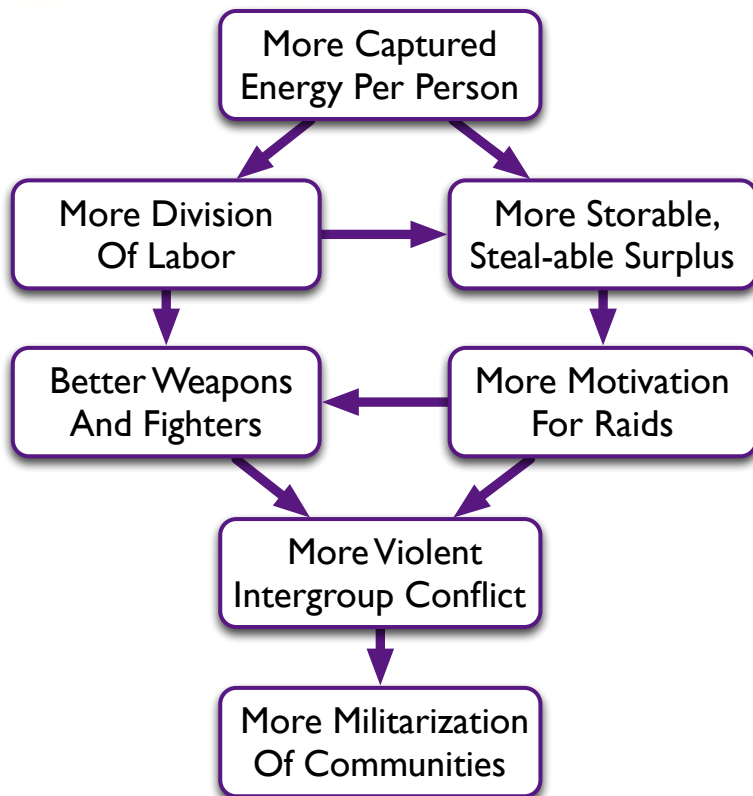 More Captured
Energy Per Person
More Division
Of Labor
More Storable,
Steal-able Surplus
Better Weapons
And Fighters
More Motivation
For Raids
More Violent
Intergroup Conflict
More Militarization
Of Communities